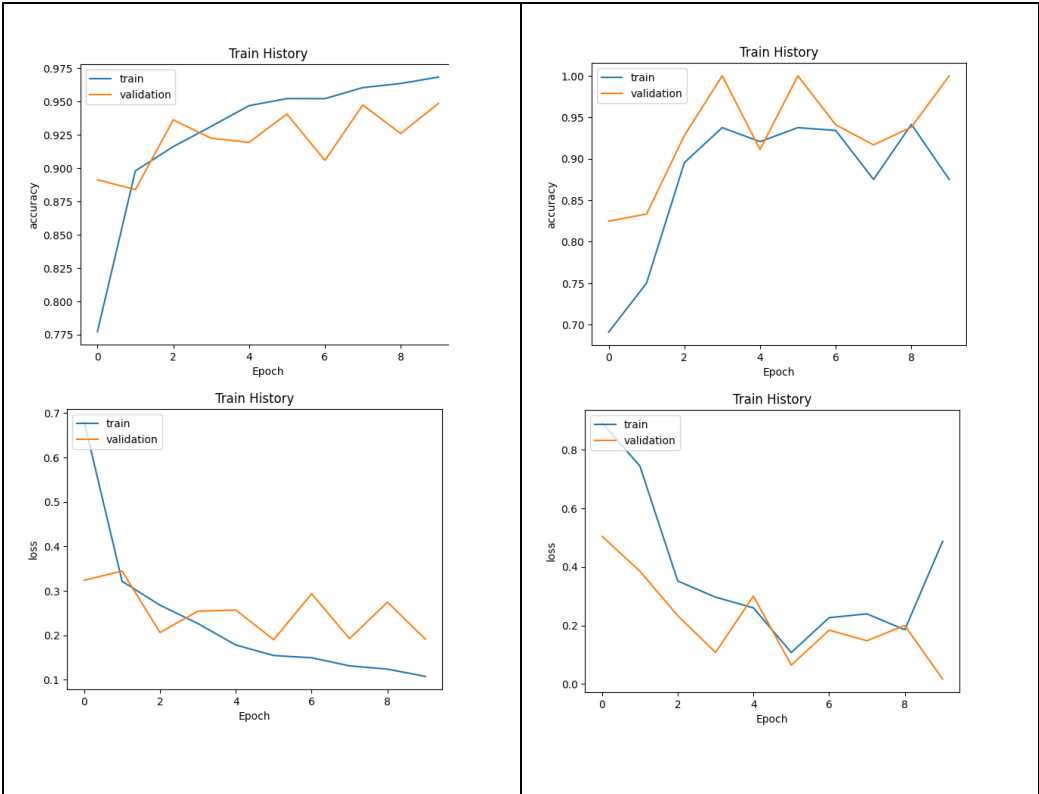 Train History
train
validation
0.975
0.950
0.925
0.900
0.875
0.850
0.825
0.800
0.775
accuracy
0 2 4 6 8
Epoch
Train History
train
validation
0.7
0.6
0.5
0.4
0.3
0.2
0.1
loss
0 2 4 6 8
Epoch
Train History
train
validation
1.00
0.95
0.90
0.85
0.80
0.75
0.70
accuracy
0 2 4 6 8
Epoch
Train History
train
validation
0.8
0.6
0.4
0.2
0.0
loss
0 2 4 6 8
Epoch